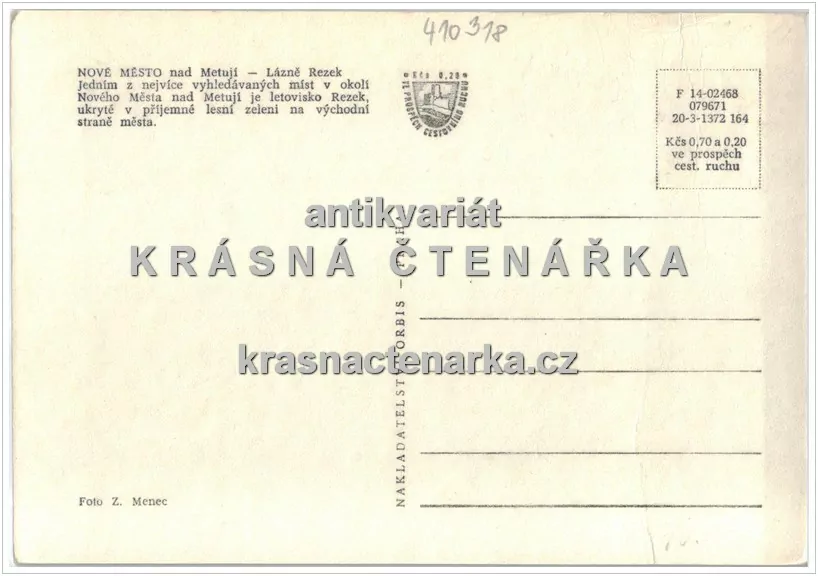 410318
NOVÉ MĚSTO nad Metují — Lázně Rezek
Jedním z nejvíce vyhledávaných míst v okolí
Nového Města nad Metují je letovisko Rezek,
ukryté v příjemné lesní zeleni na východní
straně města.
Kčs 0,20
VE PROSPĚCH CESTOVNÍHO RUCHU
F 14-02468
079671
20-3-1372 164
Kčs 0,70 a 0,20
ve prospěch
cest. ruchu
antikvariát
KRÁSNÁ ČTENÁŘKA
krasnactenarka.cz
NAKLADATELSTVÍ ORBIS —
Foto Z. Menec